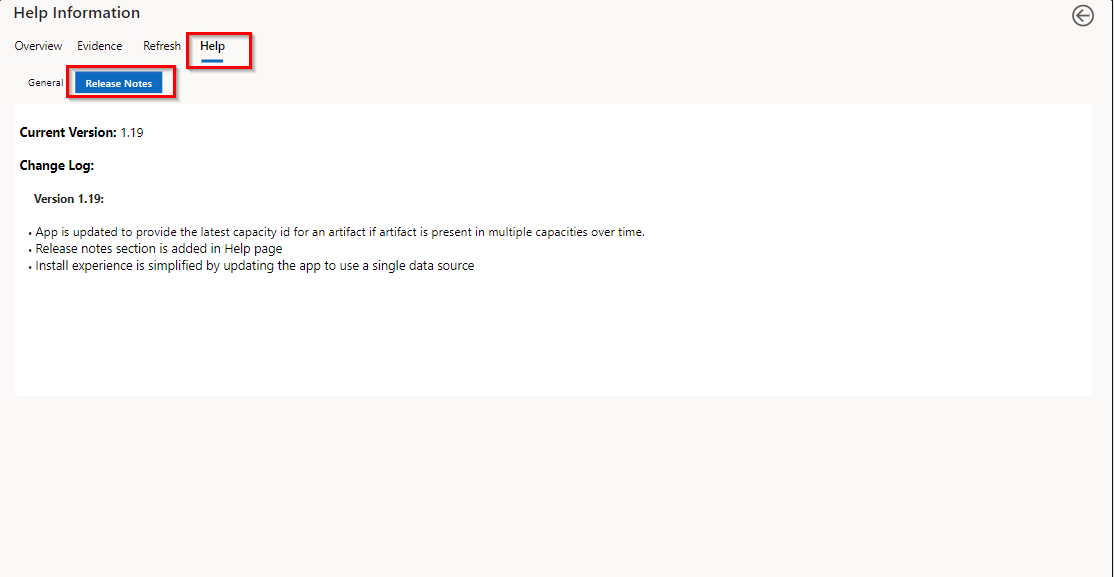 Help Information
Overview Evidence Refresh Help
General Release Notes
Current Version: 1.19
Change Log:
Version 1.19:
• App is updated to provide the latest capacity id for an artifact if artifact is present in multiple capacities over time.
• Release notes section is added in Help page
• Install experience is simplified by updating the app to use a single data source